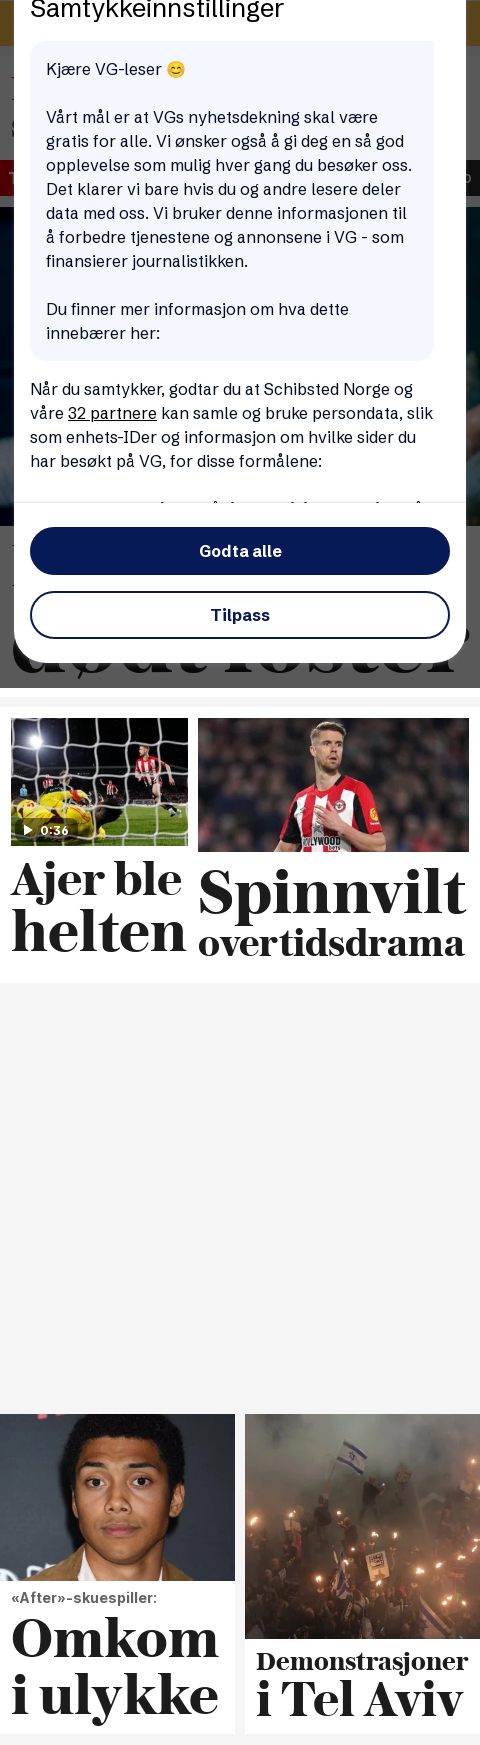 Samtykkeinnstillinger
Kjære VG-leser 😊
Vårt mål er at VGs nyhetsdekning skal være
gratis for alle. Vi ønsker også å gi deg en så god
opplevelse som mulig hver gang du besøker oss.
Det klarer vi bare hvis du og andre lesere deler
data med oss. Vi bruker denne informasjonen til
å forbedre tjenestene og annonsene i VG - som
finansierer journalistikken.
Du finner mer informasjon om hva dette
innebærer her:
Når du samtykker, godtar du at Schibsted Norge og
våre 32 partnere kan samle og bruke persondata, slik
som enhets-IDer og informasjon om hvilke sider du
har besøkt på VG, for disse formålene:
Godta alle
Tilpass
dødt foster
0:36
Ajer ble
helten
HOLLYWOOD
bets
Spinnvilt
overtidsdrama
«After»-skuespiller:
Omkom
i ulykke
Demonstrasjoner
i Tel Aviv